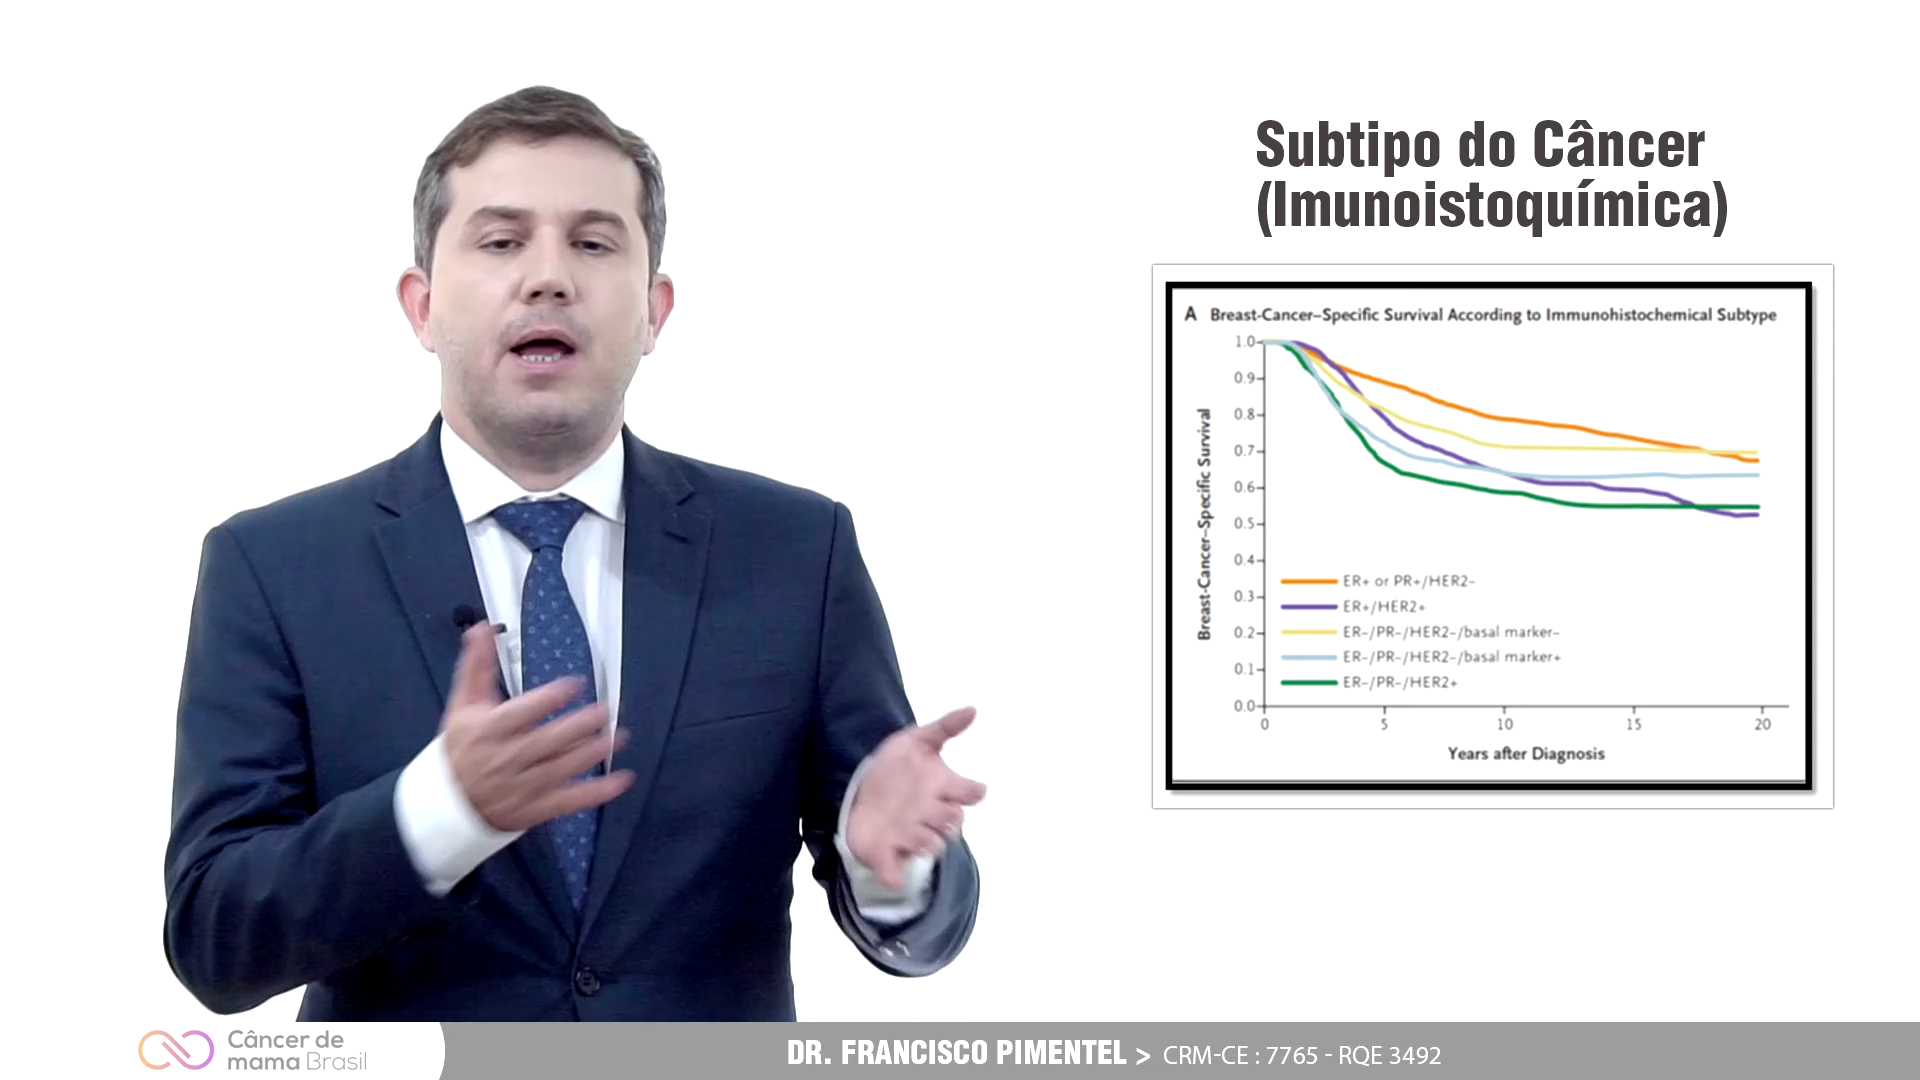 Subtipo do Câncer
(Imunoistoquímica)
A Breast-Cancer–Specific Survival According to Immunohistochemical Subtype
Breast-Cancer–Specific Survival
1.0
0.9
0.8
0.7
0.6
0.5
0.4
0.3
0.2
0.1
0.0
ER+ or PR+/HER2–
ER+/HER2+
ER–/PR–/HER2–/basal marker–
ER–/PR–/HER2–/basal marker+
ER–/PR–/HER2+
0 5 10 15 20
Years after Diagnosis
Câncer de
mama Brasil
DR. FRANCISCO PIMENTEL > CRM-CE : 7765 - RQE 3492